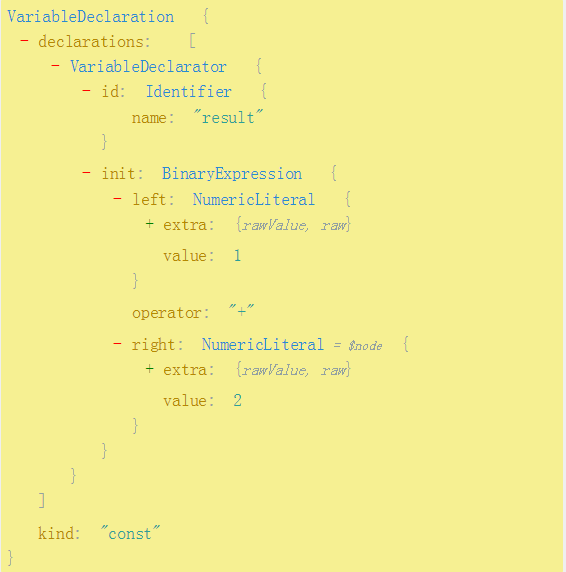 VariableDeclaration {
- declarations: [
- VariableDeclarator {
- id: Identifier {
name: "result"
}
- init: BinaryExpression {
- left: NumericLiteral {
+ extra: {rawValue, raw}
value: 1
}
operator: "+"
- right: NumericLiteral = $node {
+ extra: {rawValue, raw}
value: 2
}
}
}
]
kind: "const"
}